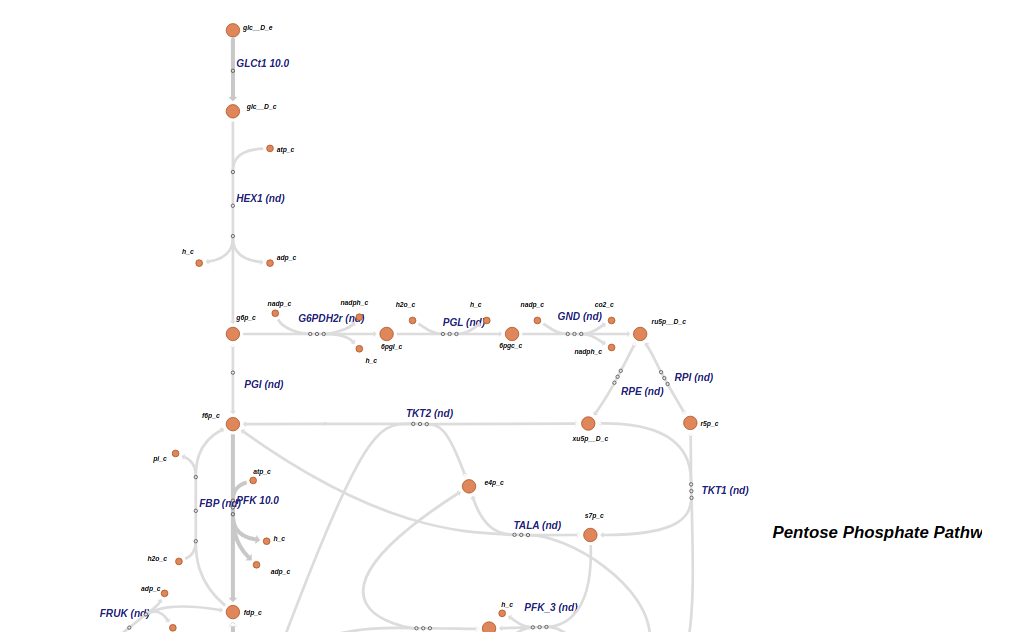 glc__D_e
GLCt1 10.0
glc__D_c
atp_c
HEX1 (nd)
h_c
adp_c
nadp_c
nadph_c
h2o_c
h_c
nadp_c
co2_c
g6p_c
G6PDH2r (nd)
PGL (nd)
GND (nd)
ru5p__D_c
6pgl_c
6pgc_c
nadph_c
h_c
PGI (nd)
RPE (nd)
RPI (nd)
f6p_c
TKT2 (nd)
xu5p__D_c
r5p_c
pi_c
atp_c
e4p_c
TKT1 (nd)
FBP (nd)
PFK 10.0
s7p_c
TALA (nd)
Pentose Phosphate Pathw
h_c
h2o_c
adp_c
adp_c
h_c
FRUK (nd)
fdp_c
PFK_3 (nd)